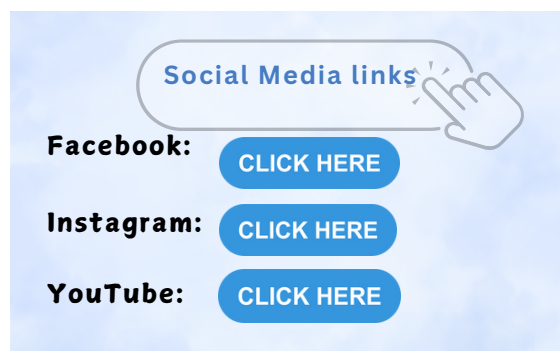 Social Media links
Facebook: CLICK HERE
Instagram: CLICK HERE
YouTube: CLICK HERE